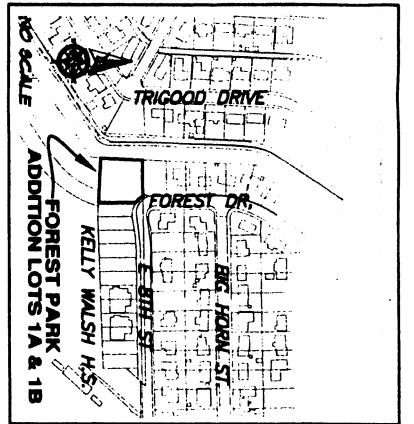 NO SCALE
TRIGOOD DRIVE
FOREST DR.
FOREST PARK
ADDITION LOTS 1A & 1B
KELLY WALSH H.S.
E. 8TH ST.
BIG HORN ST.